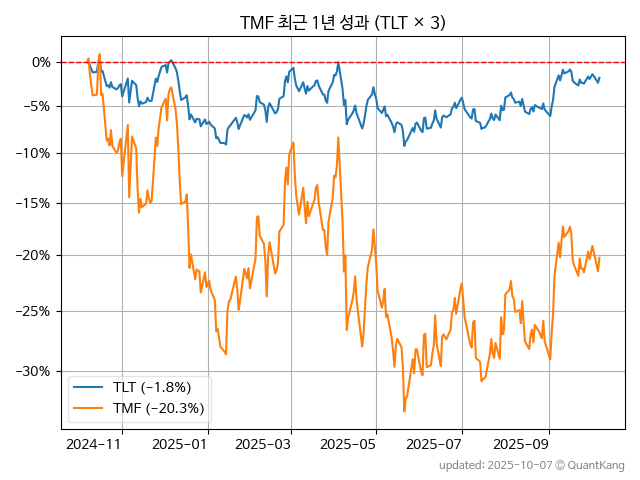 TMF 최근 1년 성과 (TLT × 3)
0%
−5%
−10%
−15%
−20%
−25%
−30%
TLT (−1.8%)
TMF (−20.3%)
2024-11 2025-01 2025-03 2025-05 2025-07 2025-09
updated: 2025-10-07 © QuantKang